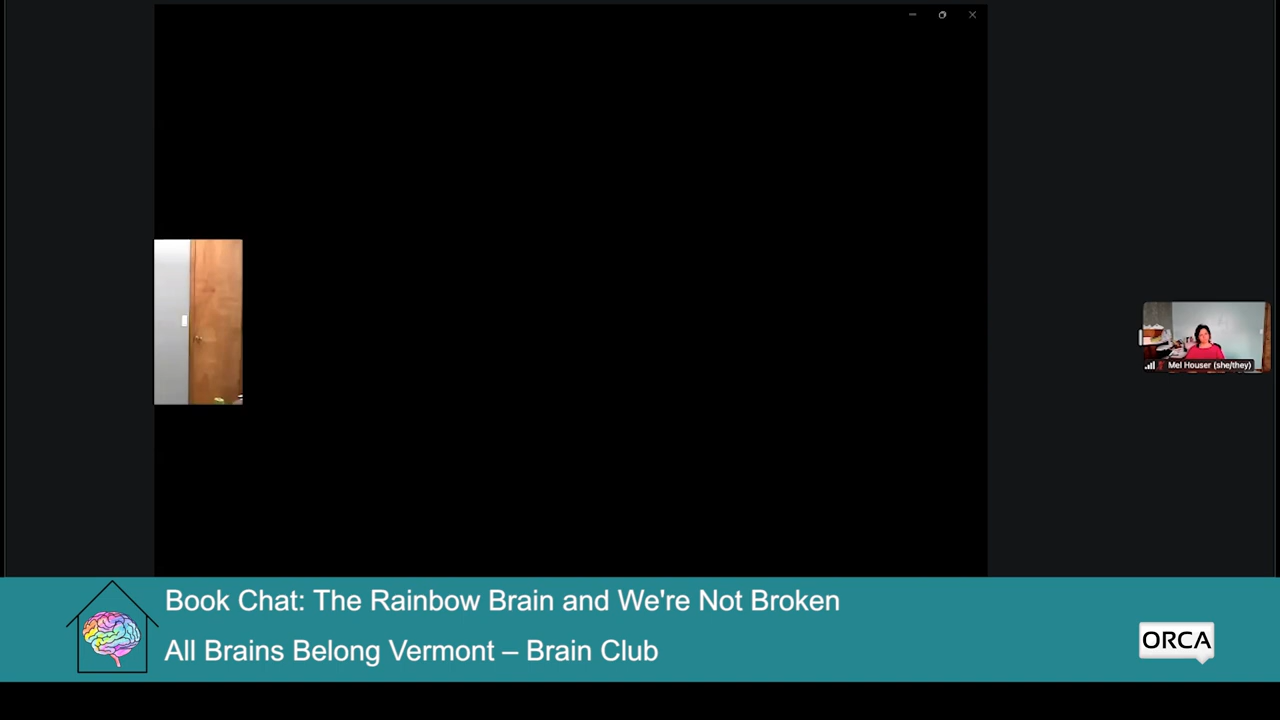 Mel Houser (she/they)
Book Chat: The Rainbow Brain and We're Not Broken
All Brains Belong Vermont – Brain Club
ORCA